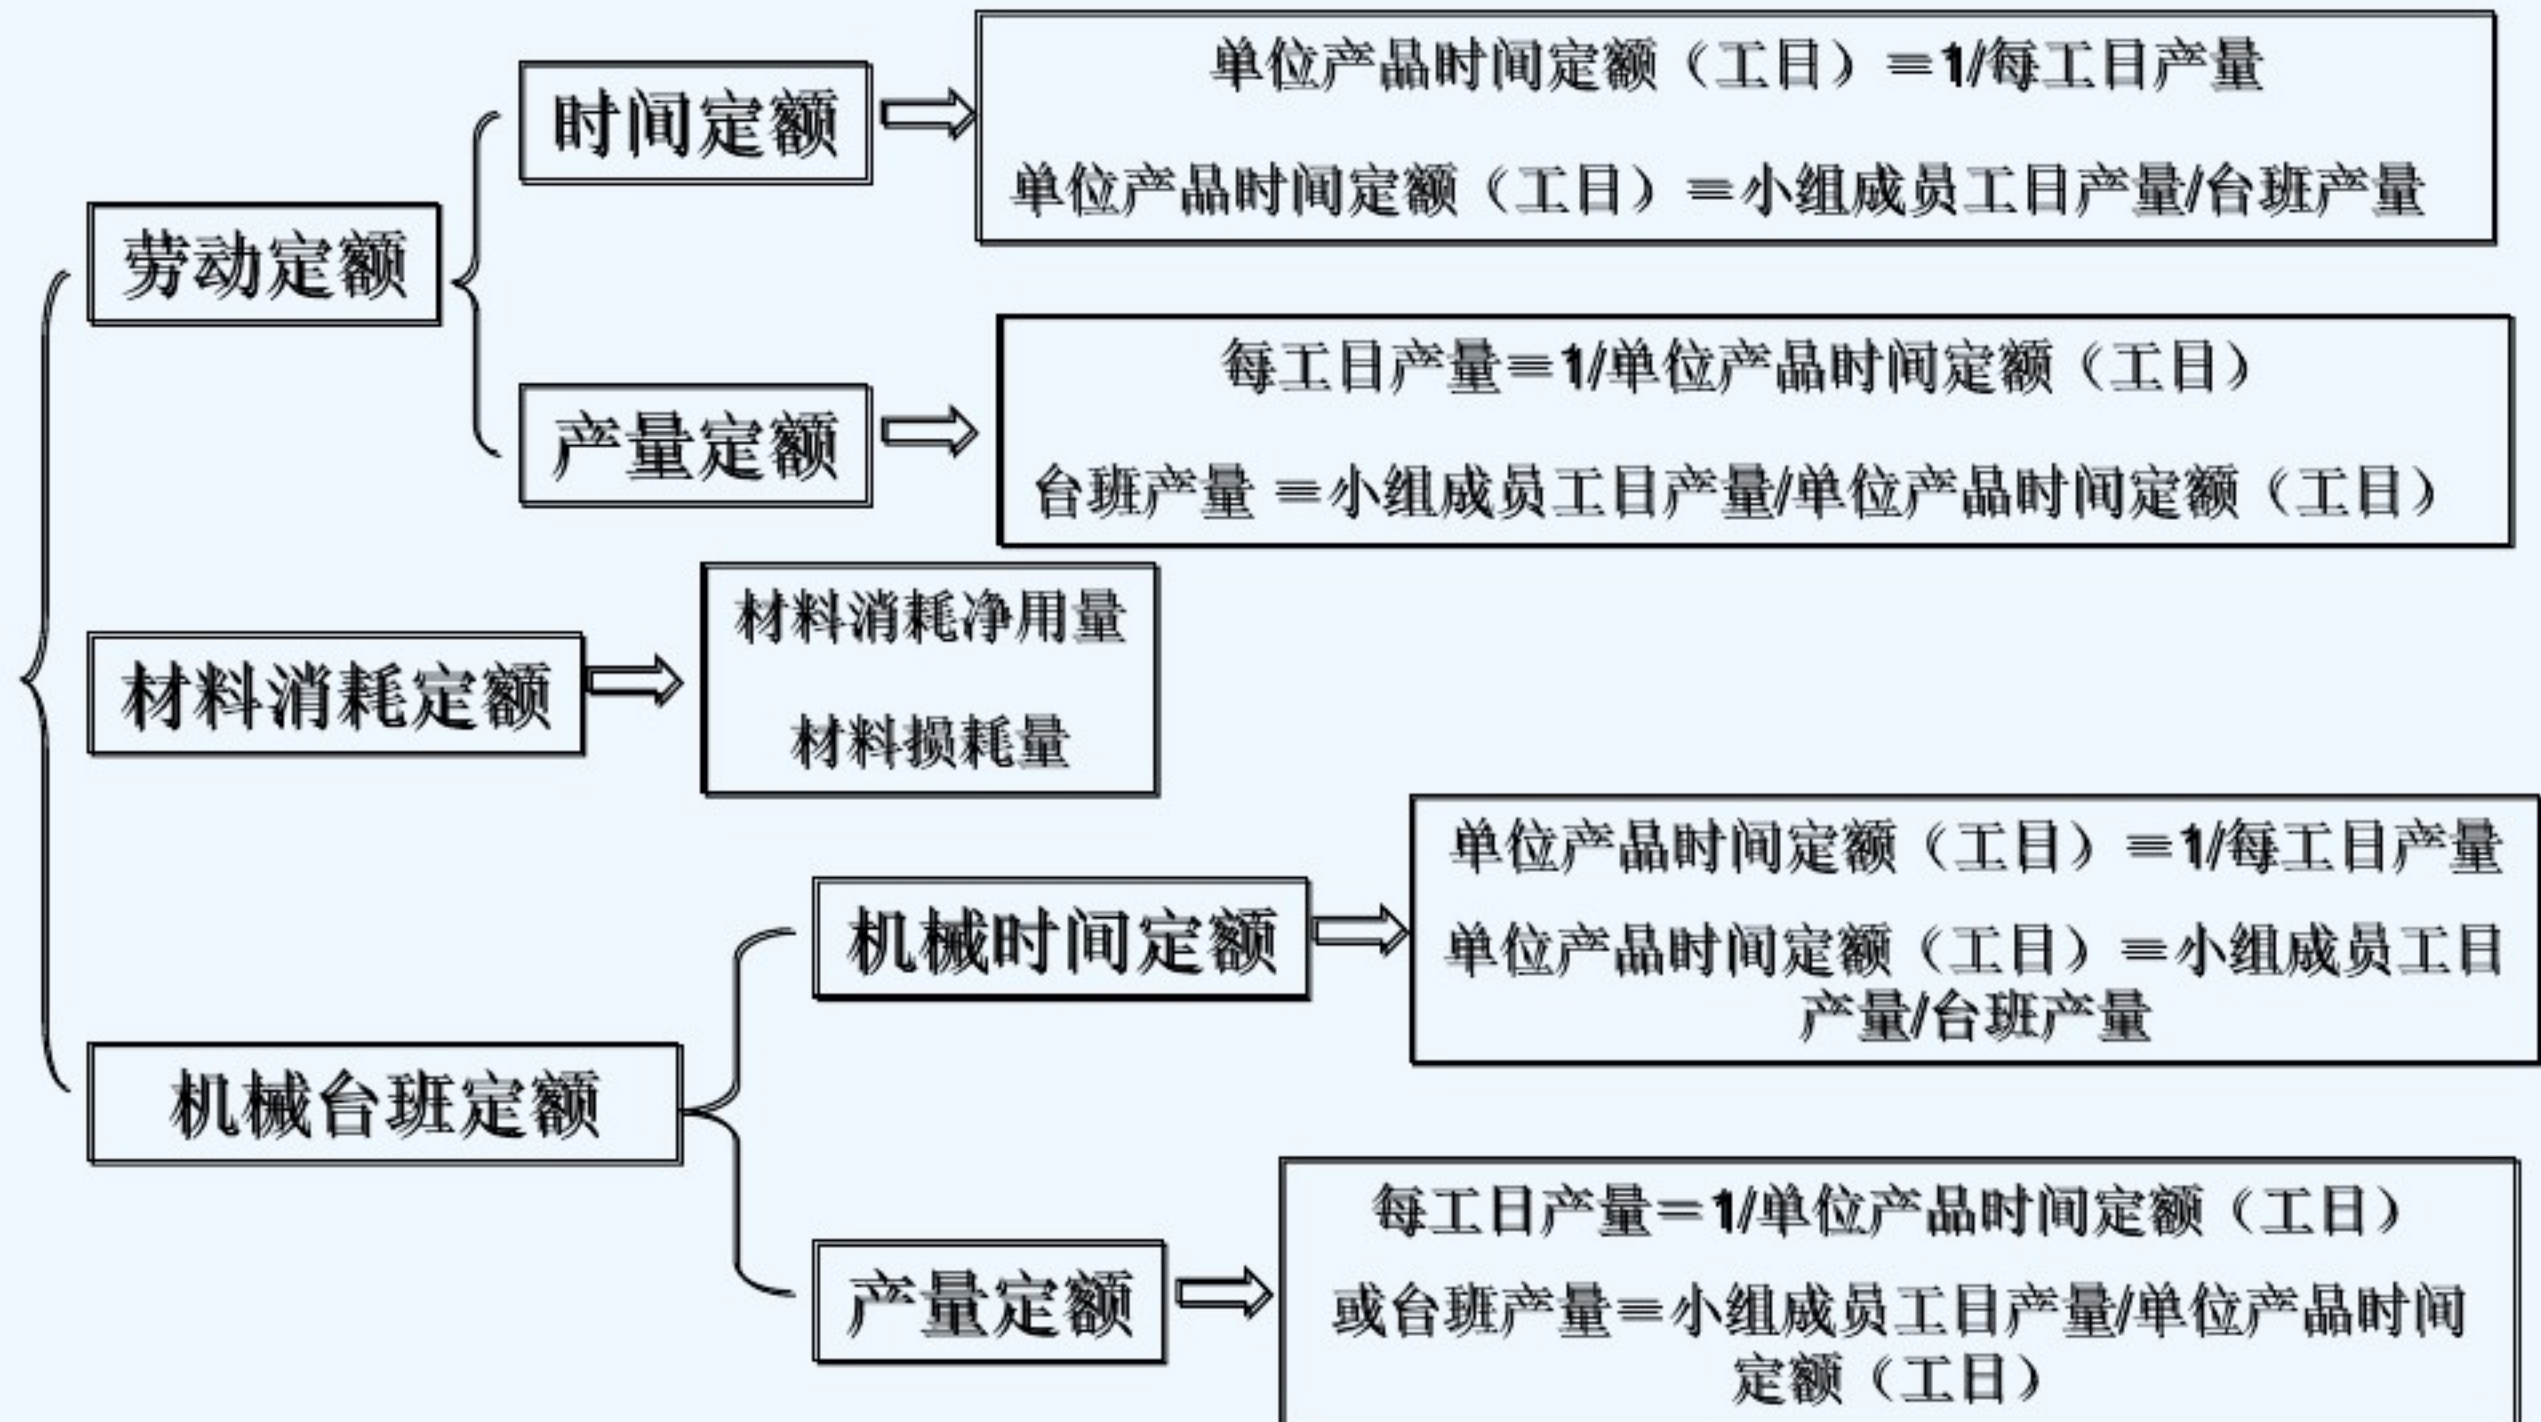 劳动定额
时间定额
单位产品时间定额（工日）=1/每工日产量
单位产品时间定额（工日）=小组成员工日产量/台班产量
产量定额
每工日产量=1/单位产品时间定额（工日）
台班产量 =小组成员工日产量/单位产品时间定额（工日）
材料消耗定额
材料消耗净用量
材料损耗量
机械台班定额
机械时间定额
单位产品时间定额（工日）=1/每工日产量
单位产品时间定额（工日）=小组成员工日
产量/台班产量
产量定额
每工日产量=1/单位产品时间定额（工日）
或台班产量=小组成员工日产量/单位产品时间
定额（工日）